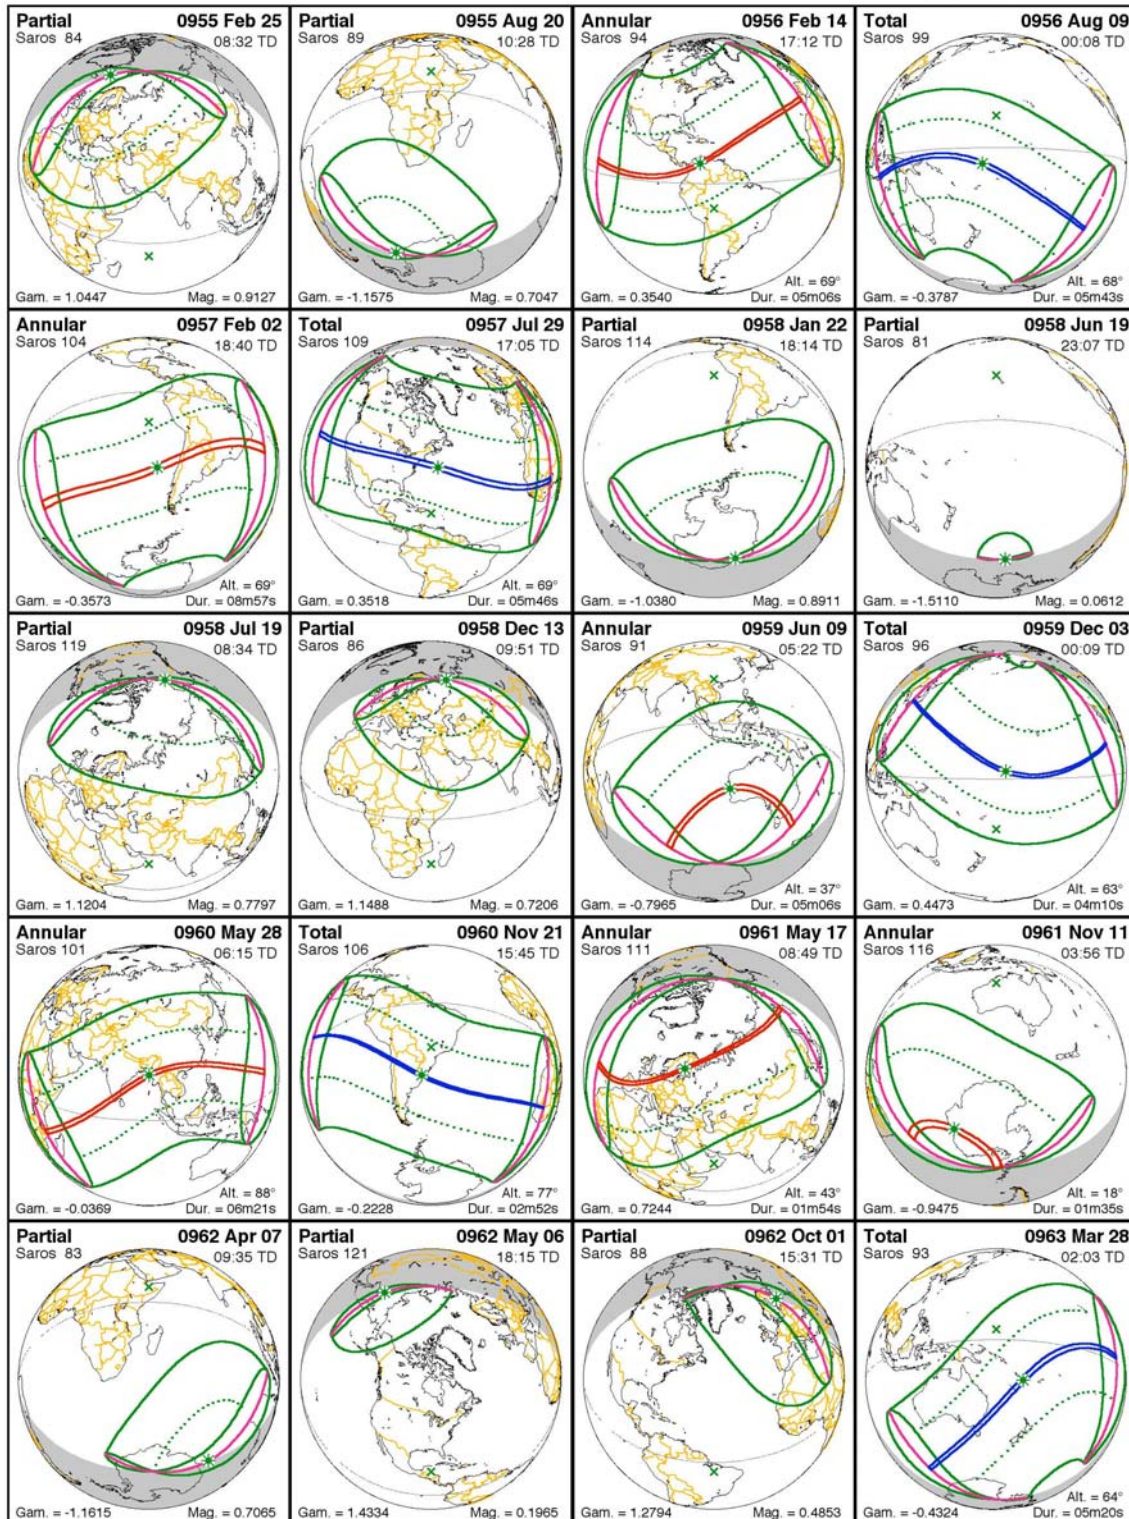 Partial 0955 Feb 25
Saros 84 08:32 TD
Gam. = 1.0447 Mag. = 0.9127
Partial 0955 Aug 20
Saros 89 10:28 TD
Gam. = -1.1575 Mag. = 0.7047
Annular 0956 Feb 14
Saros 94 17:12 TD
Alt. = 69°
Gam. = 0.3540 Dur. = 05m06s
Total 0956 Aug 09
Saros 99 00:08 TD
Alt. = 68°
Gam. = -0.3787 Dur. = 05m43s
Annular 0957 Feb 02
Saros 104 18:40 TD
Alt. = 69°
Gam. = -0.3573 Dur. = 08m57s
Total 0957 Jul 29
Saros 109 17:05 TD
Alt. = 69°
Gam. = 0.3518 Dur. = 05m46s
Partial 0958 Jan 22
Saros 114 18:14 TD
Gam. = -1.0380 Mag. = 0.8911
Partial 0958 Jun 19
Saros 81 23:07 TD
Gam. = -1.5110 Mag. = 0.0612
Partial 0958 Jul 19
Saros 119 08:34 TD
Gam. = 1.1204 Mag. = 0.7797
Partial 0958 Dec 13
Saros 86 09:51 TD
Gam. = 1.1488 Mag. = 0.7206
Annular 0959 Jun 09
Saros 91 05:22 TD
Alt. = 37°
Gam. = -0.7965 Dur. = 05m06s
Total 0959 Dec 03
Saros 96 00:09 TD
Alt. = 63°
Gam. = 0.4473 Dur. = 04m10s
Annular 0960 May 28
Saros 101 06:15 TD
Alt. = 88°
Gam. = -0.0369 Dur. = 06m21s
Total 0960 Nov 21
Saros 106 15:45 TD
Alt. = 77°
Gam. = -0.2228 Dur. = 02m52s
Annular 0961 May 17
Saros 111 08:49 TD
Alt. = 43°
Gam. = 0.7244 Dur. = 01m54s
Annular 0961 Nov 11
Saros 116 03:56 TD
Alt. = 18°
Gam. = -0.9475 Dur. = 01m35s
Partial 0962 Apr 07
Saros 83 09:35 TD
Gam. = -1.1615 Mag. = 0.7065
Partial 0962 May 06
Saros 121 18:15 TD
Gam. = 1.4334 Mag. = 0.1965
Partial 0962 Oct 01
Saros 88 15:31 TD
Gam. = 1.2794 Mag. = 0.4853
Total 0963 Mar 28
Saros 93 02:03 TD
Alt. = 64°
Gam. = -0.4324 Dur. = 05m20s